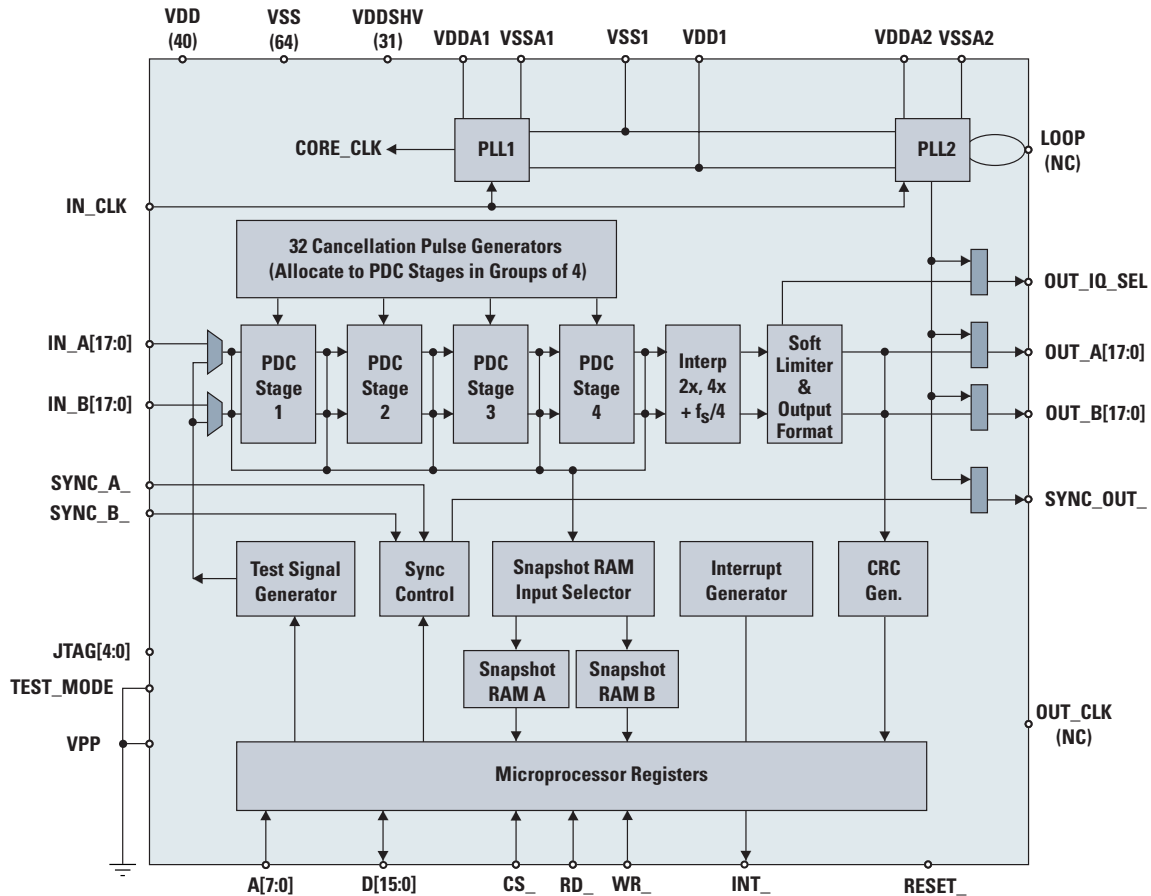 VDD
(40)
VSS
(64)
VDDSHV
(31)
VDDA1
VSSA1
VSS1
VDD1
VDDA2
VSSA2
CORE_CLK
PLL1
PLL2
LOOP
(NC)
IN_CLK
32 Cancellation Pulse Generators
(Allocate to PDC Stages in Groups of 4)
OUT_IQ_SEL
IN_A[17:0]
IN_B[17:0]
PDC
Stage
1
PDC
Stage
2
PDC
Stage
3
PDC
Stage
4
Interp
2x, 4x
+ fS/4
Soft
Limiter
&
Output
Format
OUT_A[17:0]
OUT_B[17:0]
SYNC_A_
SYNC_B_
SYNC_OUT_
Test Signal
Generator
Sync
Control
Snapshot RAM
Input Selector
Interrupt
Generator
CRC
Gen.
JTAG[4:0]
TEST_MODE
VPP
Snapshot
RAM A
Snapshot
RAM B
OUT_CLK
(NC)
Microprocessor Registers
A[7:0]
D[15:0]
CS_
RD_
WR_
INT_
RESET_